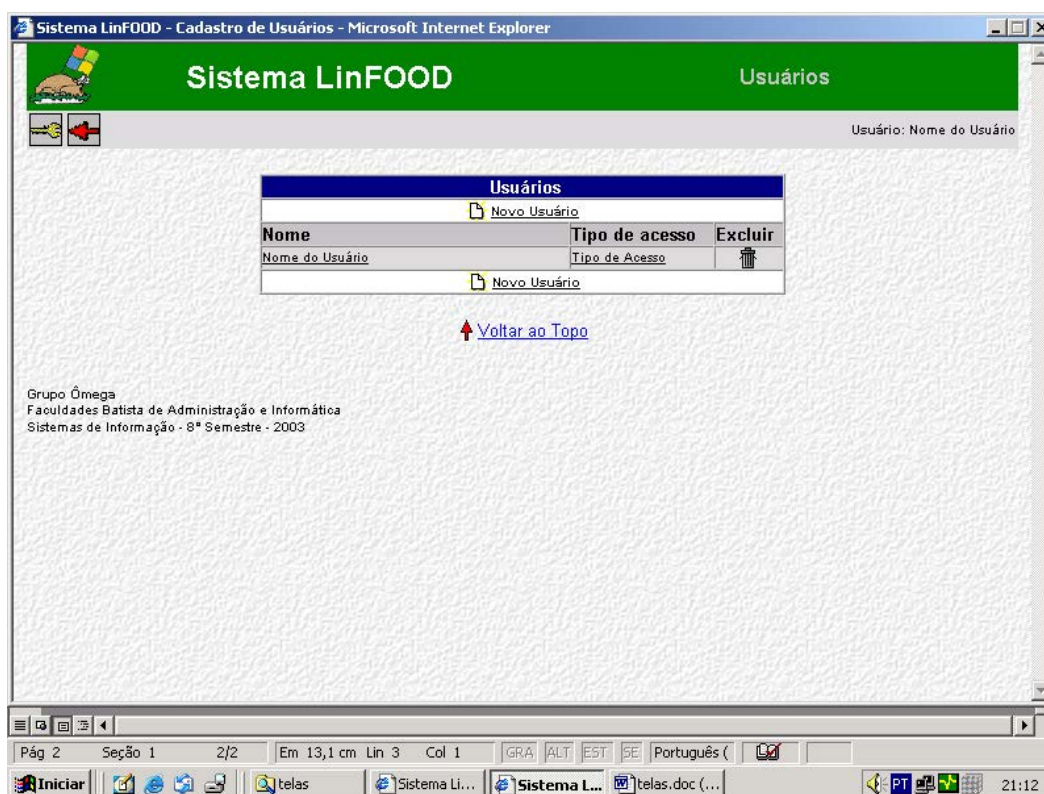 Sistema LinFOOD - Cadastro de Usuários - Microsoft Internet Explorer
Sistema LinFOOD
Usuários
Usuário: Nome do Usuário
Usuários
Novo Usuário
Nome Tipo de acesso Excluir
Nome do Usuário Tipo de Acesso
Novo Usuário
Voltar ao Topo
Grupo Ômega
Faculdades Batista de Administração e Informática
Sistemas de Informação - 8º Semestre - 2003
Pág 2 Seção 1 2/2 Em 13,1 cm Lin 3 Col 1 GRA ALT EST SE Português (
Iniciar telas Sistema Li... Sistema L... telas.doc (... PT 21:12